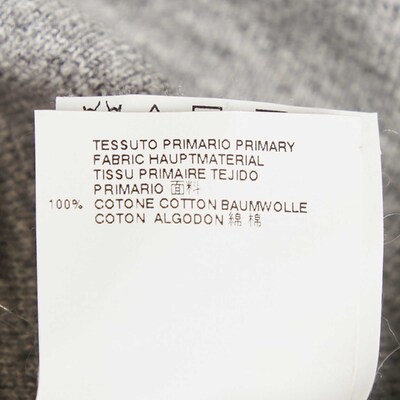 TESSUTO PRIMARIO PRIMARY
FABRIC HAUPTMATERIAL
TISSU PRIMAIRE TEJIDO
PRIMARIO 面料
100% COTONE COTTON BAUMWOLLE
COTON ALGODON 綿 棉